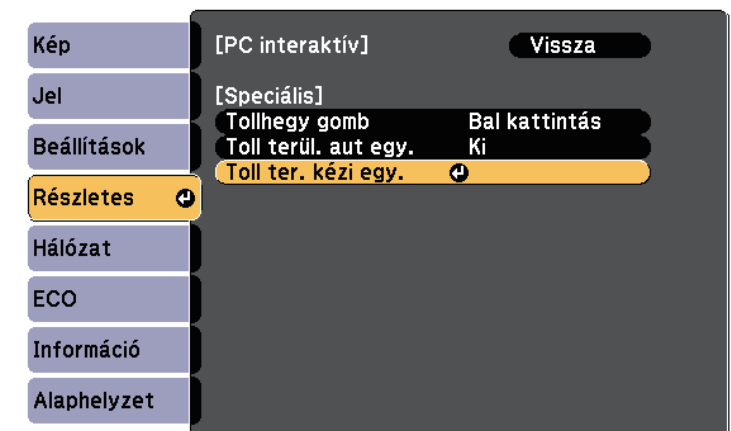 Kép
Jel
Beállítások
Részletes
Hálózat
ECO
Információ
Alaphelyzet
[PC interaktív] Vissza
[Speciális]
Tollhegy gomb Bal kattintás
Toll terül. aut egy. Ki
Toll ter. kézi egy.